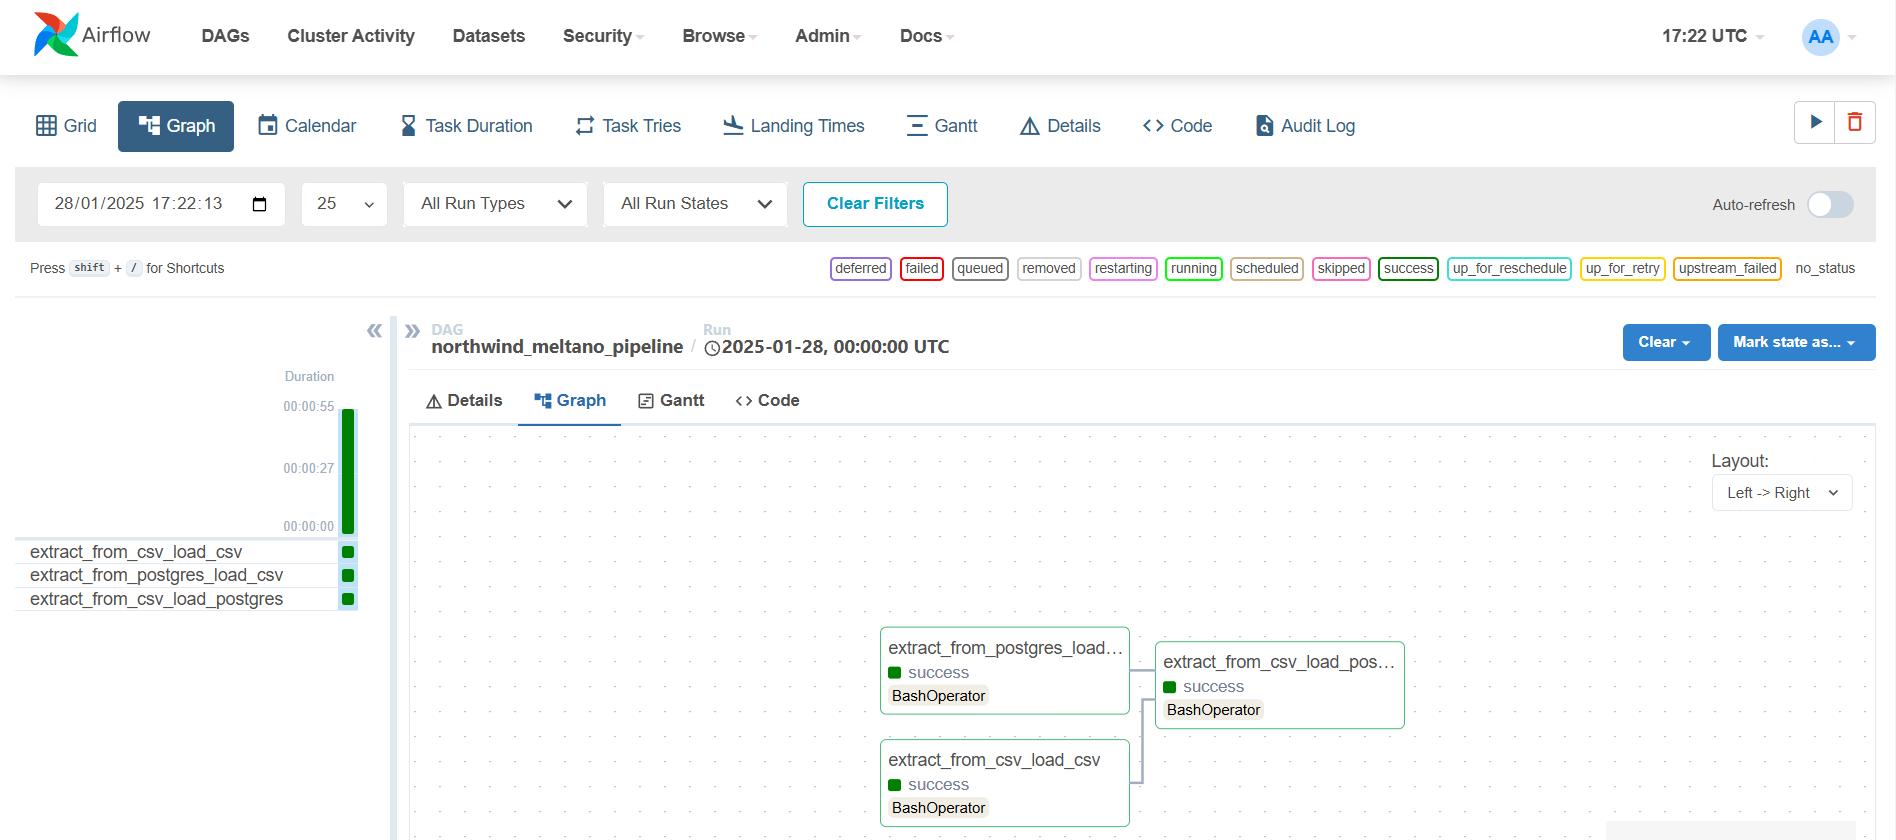 Airflow DAGs Cluster Activity Datasets Security Browse Admin Docs 17:22 UTC AA
Grid Graph Calendar Task Duration Task Tries Landing Times Gantt Details Code Audit Log
28/01/2025 17:22:13 25 All Run Types All Run States Clear Filters Auto-refresh
Press shift + / for Shortcuts deferred failed queued removed restarting running scheduled skipped success up_for_reschedule up_for_retry upstream_failed no_status
DAG Run
northwind_meltano_pipeline / 2025-01-28, 00:00:00 UTC Clear Mark state as...
Duration
00:00:55
00:00:27
00:00:00
extract_from_csv_load_csv
extract_from_postgres_load_csv
extract_from_csv_load_postgres
Details Graph Gantt Code
Layout:
Left -> Right
extract_from_postgres_load...
success
BashOperator
extract_from_csv_load_pos...
success
BashOperator
extract_from_csv_load_csv
success
BashOperator